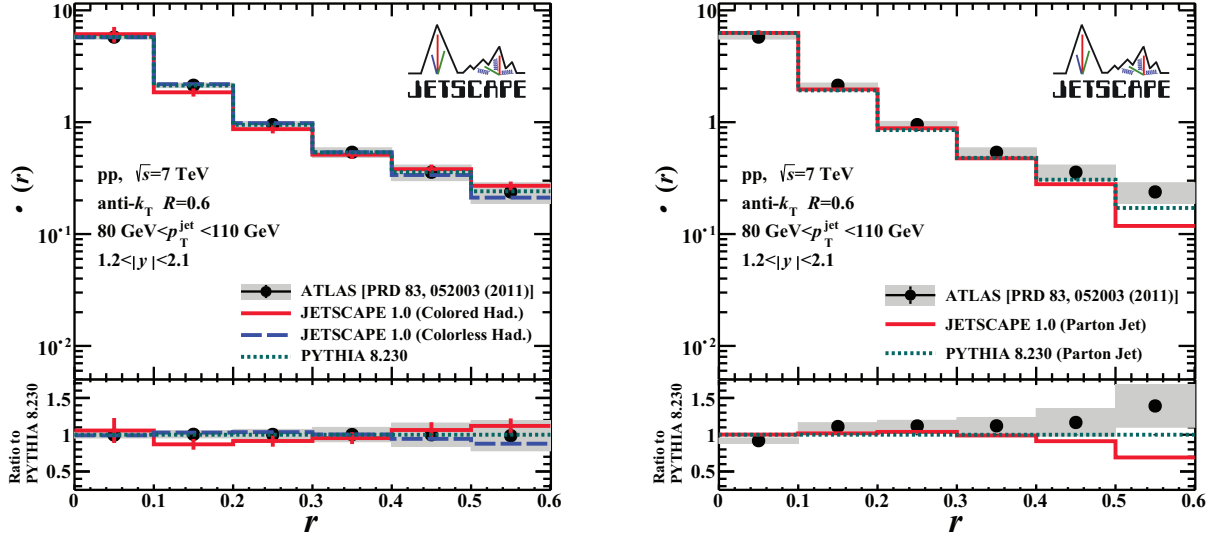 10
1
10⁻¹
10⁻²
• (r)
JETSCAPE
pp, √s=7 TeV
anti-kT R=0.6
80 GeV<pTjet<110 GeV
1.2<|y|<2.1
ATLAS [PRD 83, 052003 (2011)]
JETSCAPE 1.0 (Colored Had.)
JETSCAPE 1.0 (Colorless Had.)
PYTHIA 8.230
Ratio to
PYTHIA 8.230
1.5
1
0.5
0 0.1 0.2 0.3 0.4 0.5 0.6
r
10
1
10⁻¹
10⁻²
• (r)
JETSCAPE
pp, √s=7 TeV
anti-kT R=0.6
80 GeV<pTjet<110 GeV
1.2<|y|<2.1
ATLAS [PRD 83, 052003 (2011)]
JETSCAPE 1.0 (Parton Jet)
PYTHIA 8.230 (Parton Jet)
Ratio to
PYTHIA 8.230
1.5
1
0.5
0 0.1 0.2 0.3 0.4 0.5 0.6
r